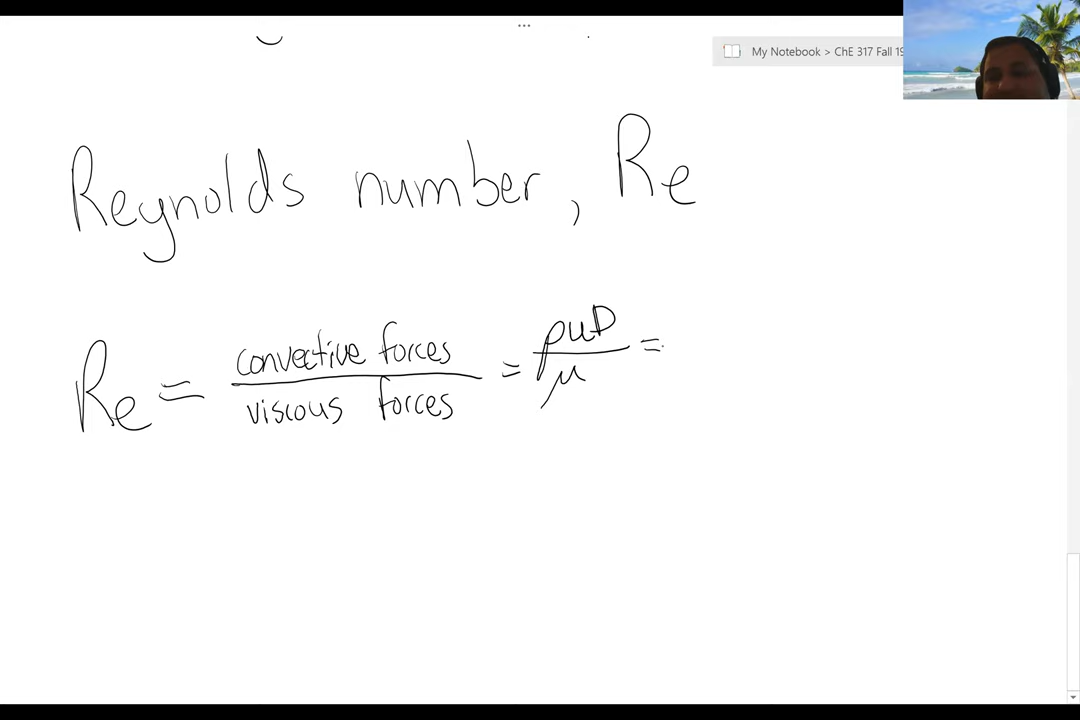 My Notebook > ChE 317 Fall 19
Reynolds number, Re
Re = convective forces / viscous forces = ρuD / μ =